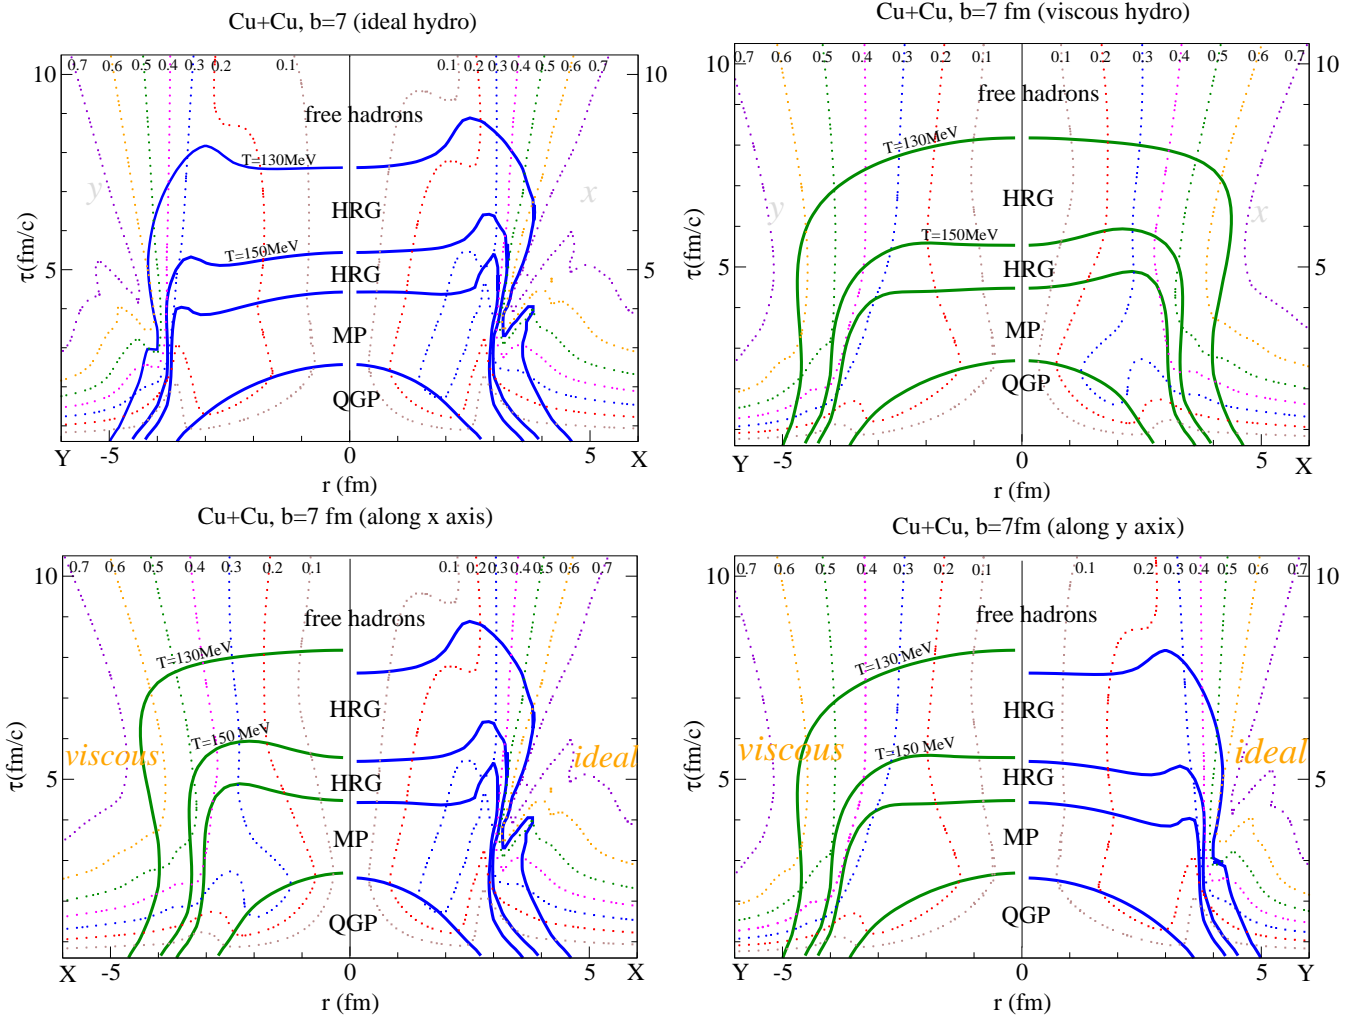 Cu+Cu, b=7 (ideal hydro)
0.7 0.6 0.5 0.4 0.3 0.2 0.1 0.1 0.2 0.3 0.4 0.5 0.6 0.7
10 10
free hadrons
T=130MeV
y x
HRG
τ(fm/c)
T=150MeV
5 5
HRG
MP
QGP
Y -5 0 5 X
r (fm)
Cu+Cu, b=7 fm (viscous hydro)
0.7 0.6 0.5 0.4 0.3 0.2 0.1 0.1 0.2 0.3 0.4 0.5 0.6 0.7
10 10
free hadrons
T=130MeV
HRG
y x
τ(fm/c)
T=150MeV
5 5
HRG
MP
QGP
Y -5 0 5 X
r (fm)
Cu+Cu, b=7 fm (along x axis)
0.7 0.6 0.5 0.4 0.3 0.2 0.1 0.1 0.2 0.3 0.4 0.5 0.6 0.7
10
free hadrons
T=130MeV
HRG
T=150 MeV
τ(fm/c)
viscous ideal
5
HRG
MP
QGP
X -5 0 5 X
r (fm)
Cu+Cu, b=7fm (along y axix)
0.7 0.6 0.5 0.4 0.3 0.2 0.1 0.1 0.2 0.3 0.4 0.5 0.6 0.7
10 10
free hadrons
T=130 MeV
HRG
τ(fm/c)
viscous ideal
T=150 MeV
5 5
HRG
MP
QGP
Y -5 0 5 Y
r (fm)